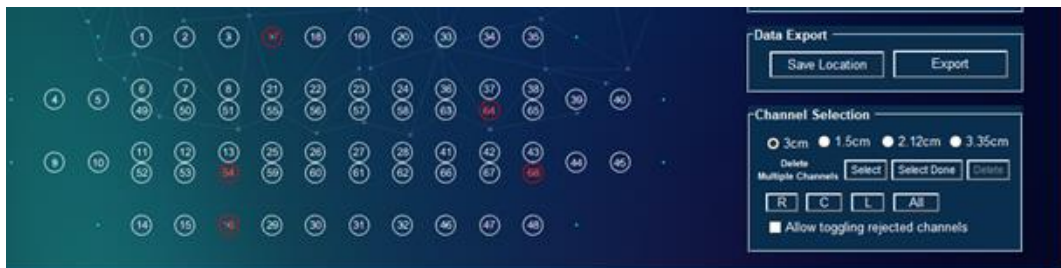 1 2 3 17 18 19 20 33 34 35
4 5 6 7 8 21 22 23 24 36 37 38 39 40
49 50 51 55 56 57 58 63 64 65
9 10 11 12 13 25 26 27 28 41 42 43 44 45
52 53 54 59 60 61 62 66 67 68
14 15 16 29 30 31 32 46 47 48
Data Export
Save Location Export
Channel Selection
3cm 1.5cm 2.12cm 3.35cm
Delete
Multiple Channels Select Select Done Delete
R C L All
Allow toggling rejected channels